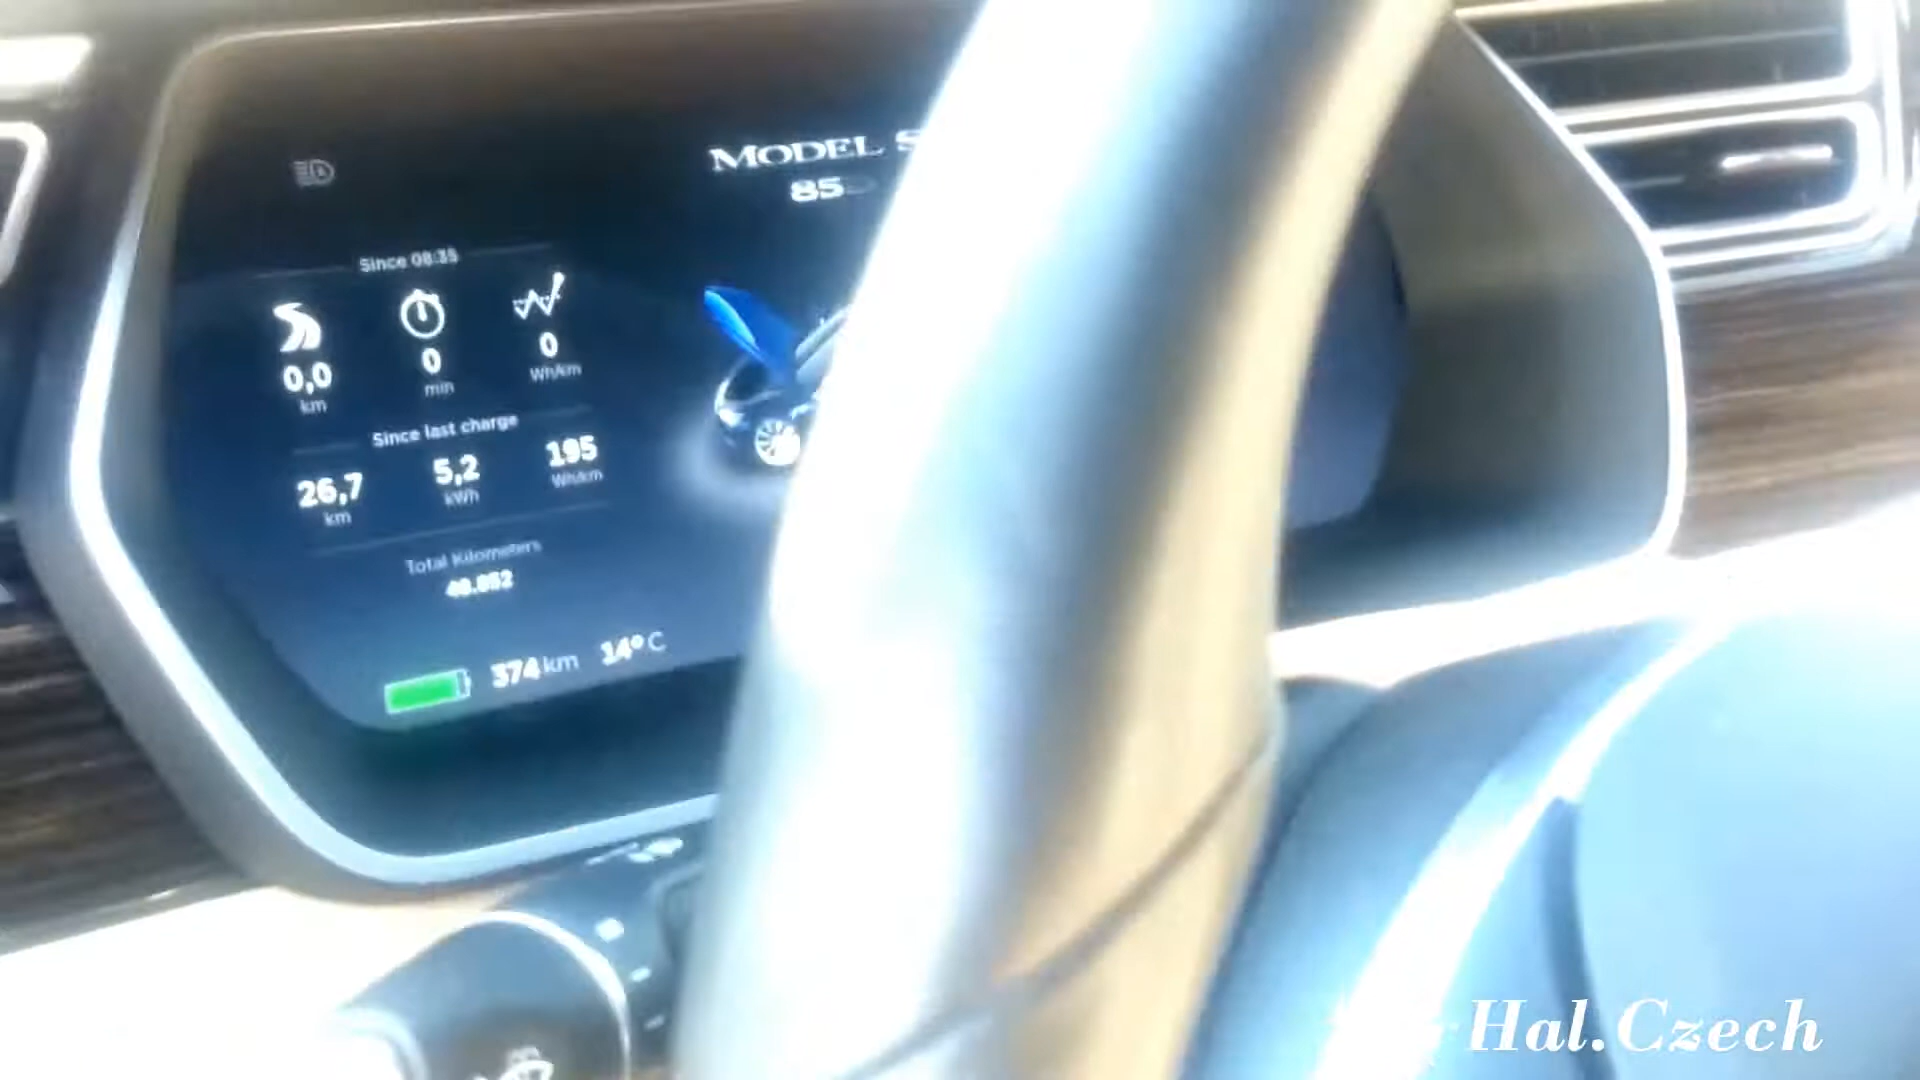 MODEL S
85
Since 08:35
0,0 0 0
km min Wh/km
Since last charge
26,7 5,2 195
km kWh Wh/km
Total Kilometers
374 km 14° C
Hal.Czech